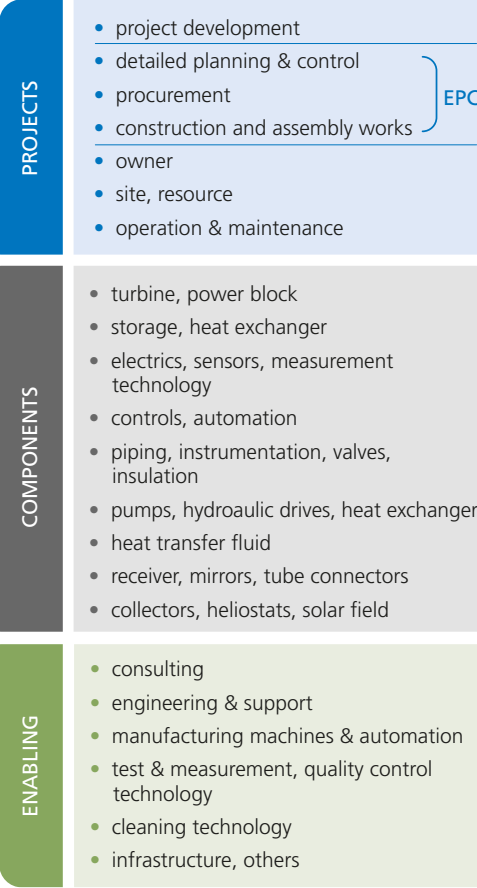 PROJECTS
• project development
• detailed planning & control
• procurement
• construction and assembly works
EPC
• owner
• site, resource
• operation & maintenance
COMPONENTS
• turbine, power block
• storage, heat exchanger
• electrics, sensors, measurement
technology
• controls, automation
• piping, instrumentation, valves,
insulation
• pumps, hydroaulic drives, heat exchanger
• heat transfer fluid
• receiver, mirrors, tube connectors
• collectors, heliostats, solar field
ENABLING
• consulting
• engineering & support
• manufacturing machines & automation
• test & measurement, quality control
technology
• cleaning technology
• infrastructure, others